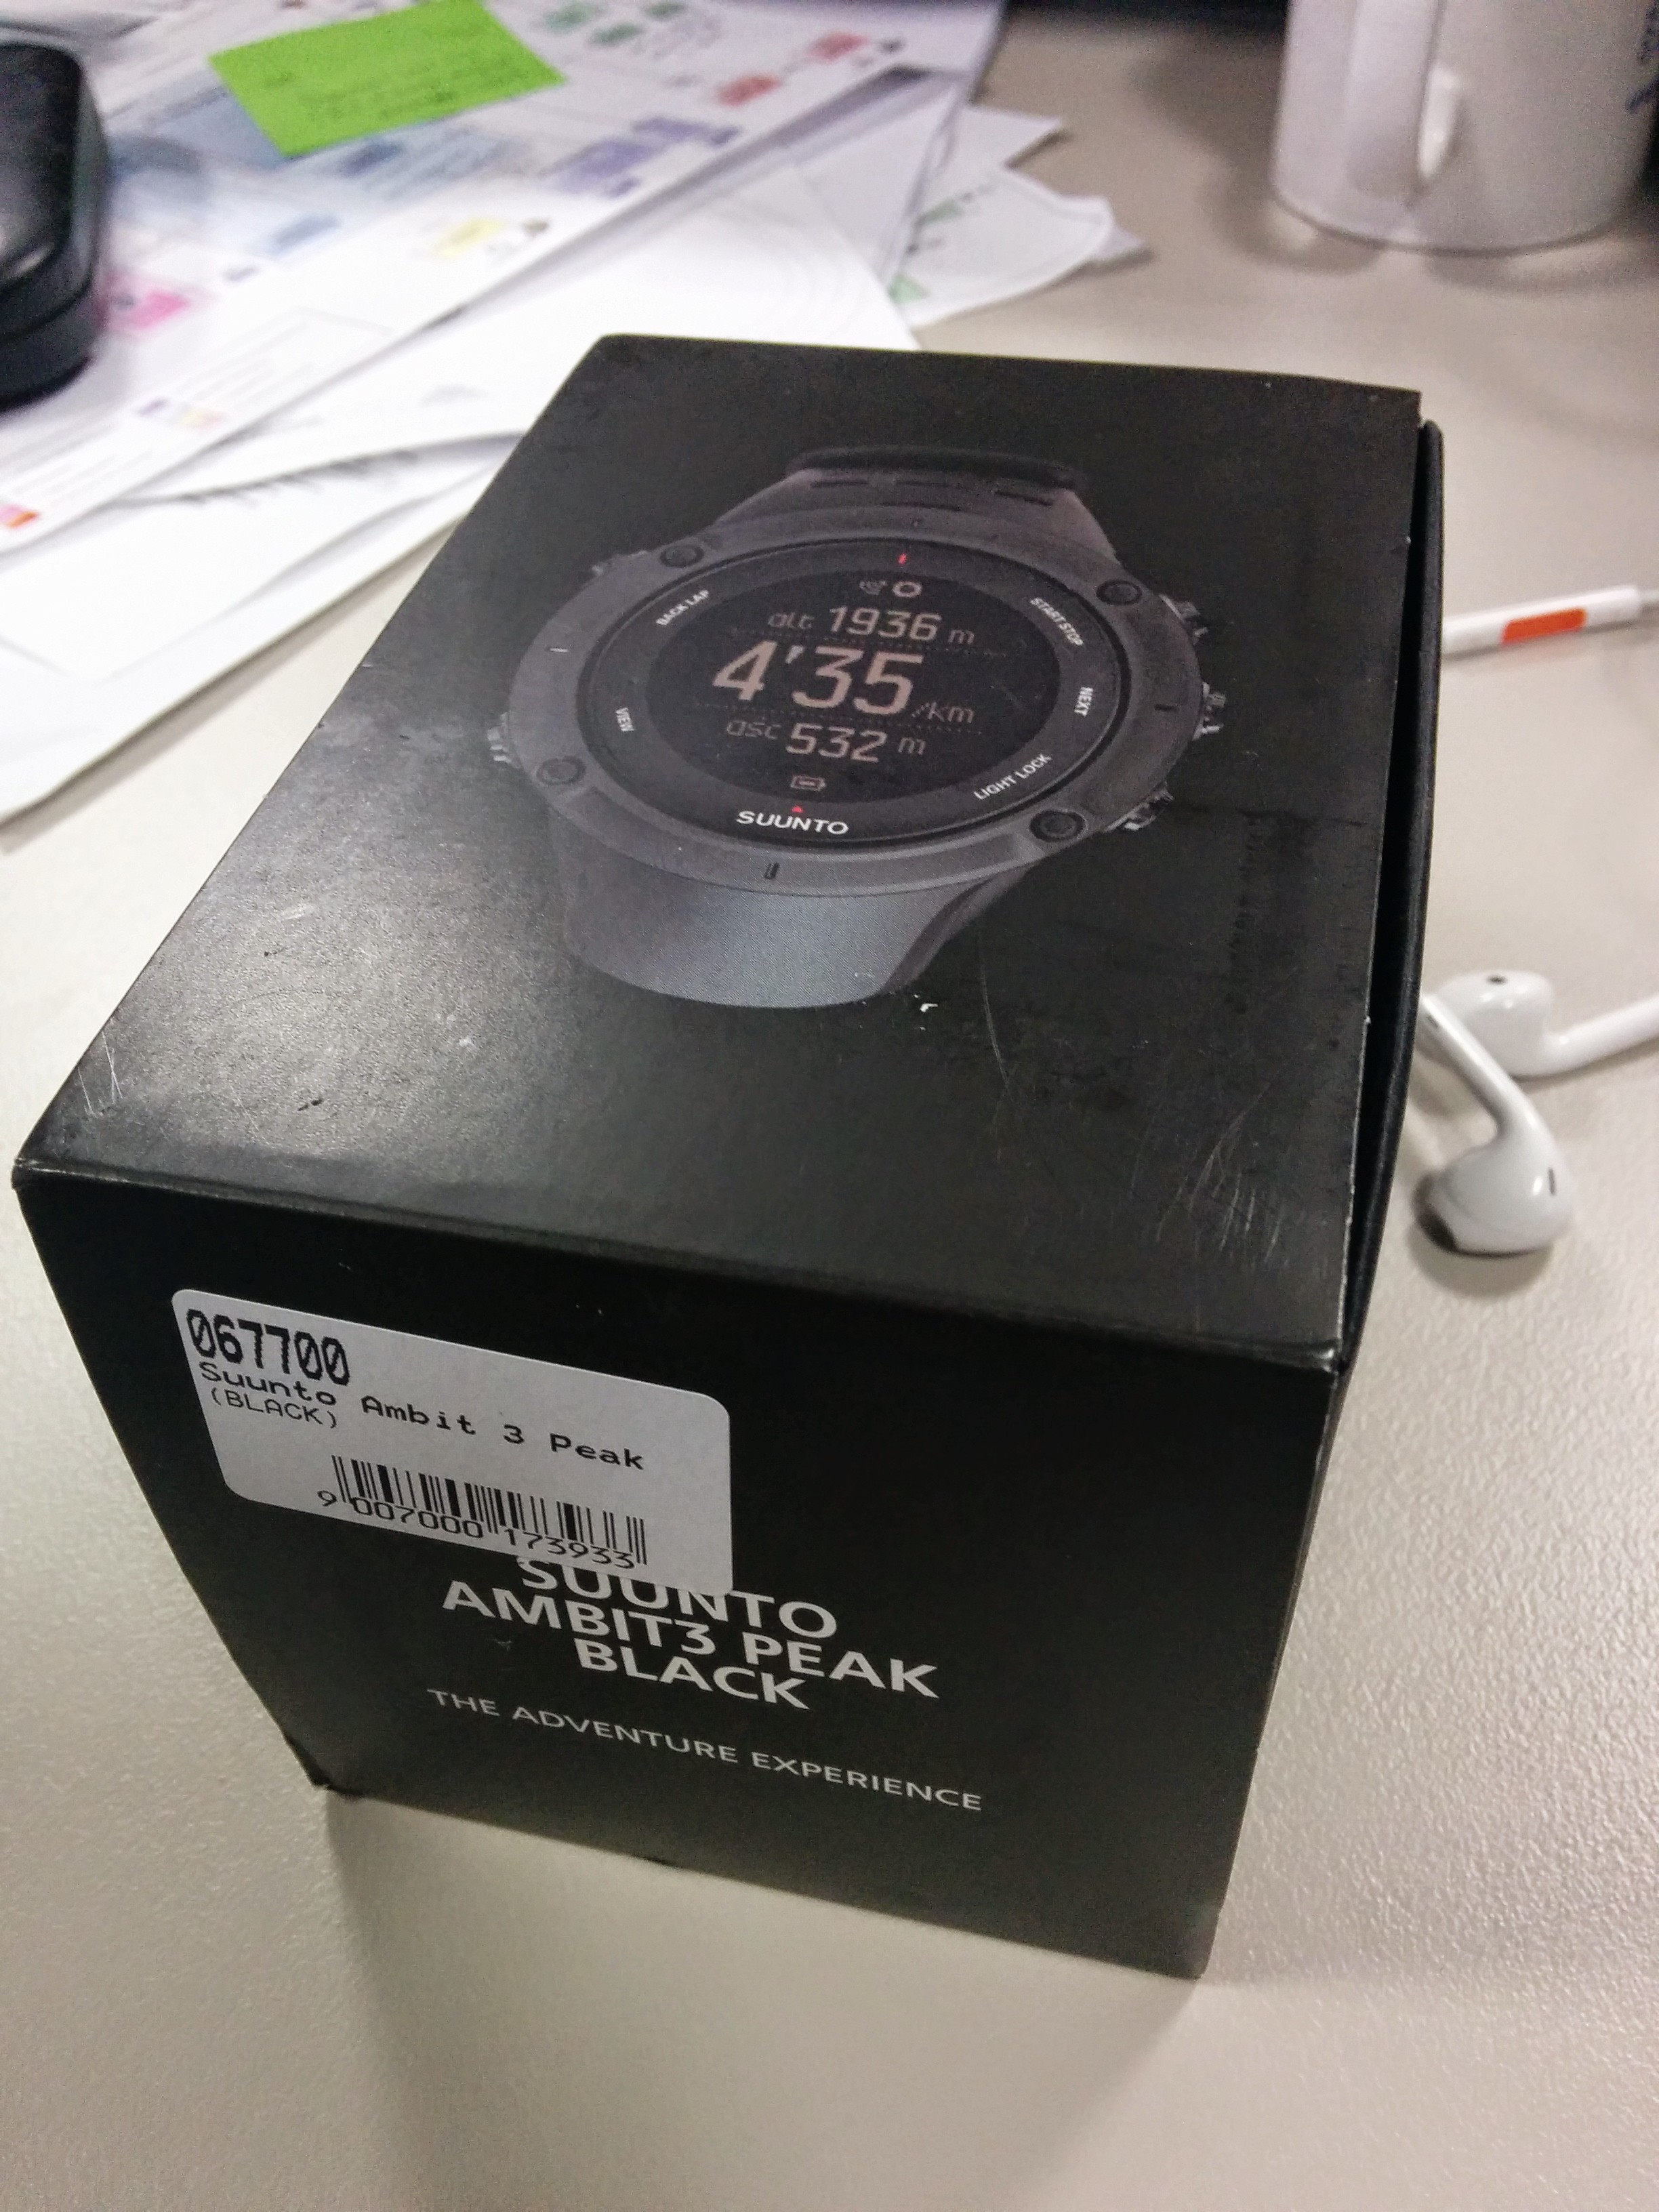 BACK LAP
START STOP
alt 1936 m
4'35 /km
NEXT
VIEW
asc 532 m
LIGHT LOCK
SUUNTO
067700
Suunto Ambit 3 Peak
(BLACK)
9 007000 173933
SUUNTO
AMBIT3 PEAK
BLACK
THE ADVENTURE EXPERIENCE